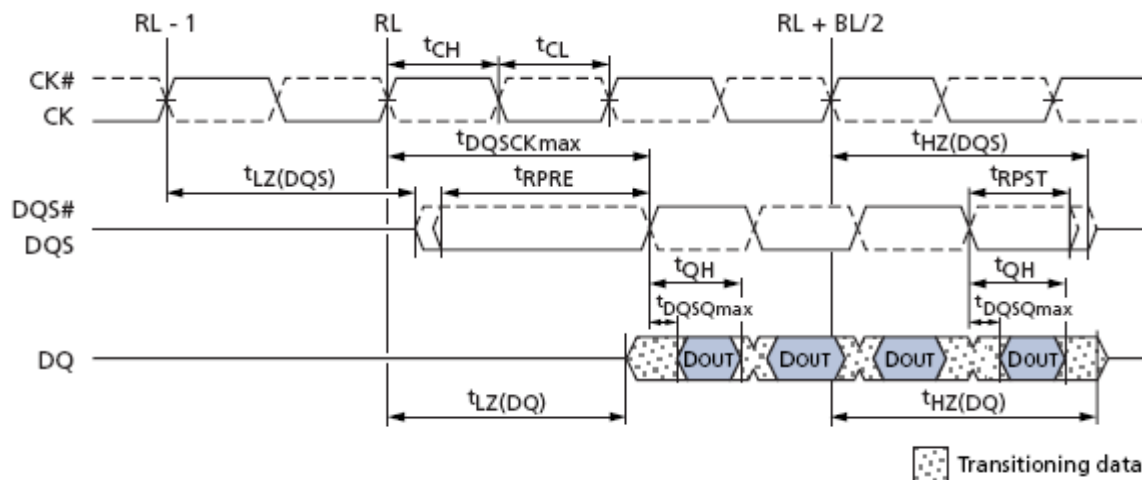 RL - 1 RL RL + BL/2
tCH tCL
CK#
CK
tDQSCKmax tHZ(DQS)
tLZ(DQS) tRPRE tRPST
DQS#
DQS
tQH tQH
tDQSQmax tDQSQmax
DQ DOUT DOUT DOUT DOUT
tLZ(DQ) tHZ(DQ)
Transitioning data